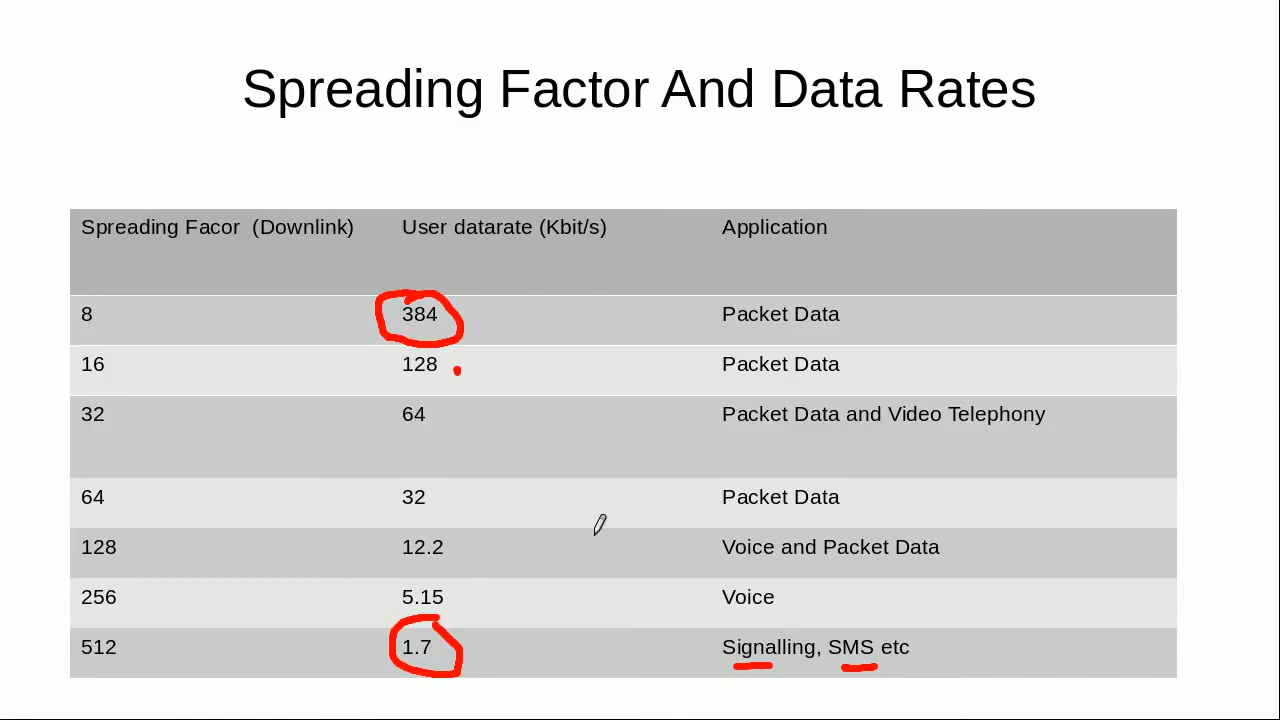 Spreading Factor And Data Rates
Spreading Facor (Downlink) User datarate (Kbit/s) Application
8 384 Packet Data
16 128 Packet Data
32 64 Packet Data and Video Telephony
64 32 Packet Data
128 12.2 Voice and Packet Data
256 5.15 Voice
512 1.7 Signalling, SMS etc